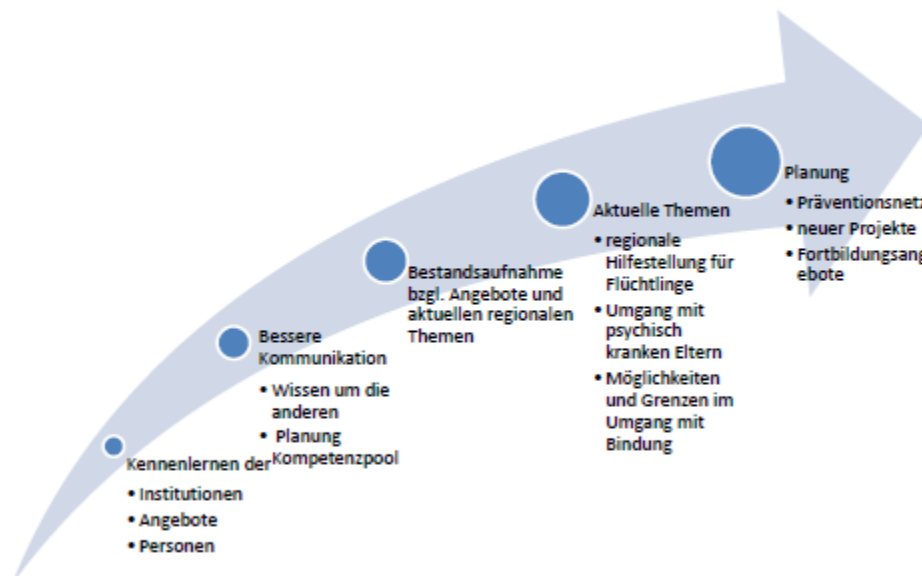 Kennenlernen der
• Institutionen
• Angebote
• Personen
Bessere
Kommunikation
• Wissen um die
anderen
• Planung
Kompetenzpool
Bestandsaufnahme
bzgl. Angebote und
aktuellen regionalen
Themen
Aktuelle Themen
• regionale
Hilfestellung für
Flüchtlinge
• Umgang mit
psychisch
kranken Eltern
• Möglichkeiten
und Grenzen im
Umgang mit
Bindung
Planung
• Präventionsnetz
• neuer Projekte
• Fortbildungsang
ebote